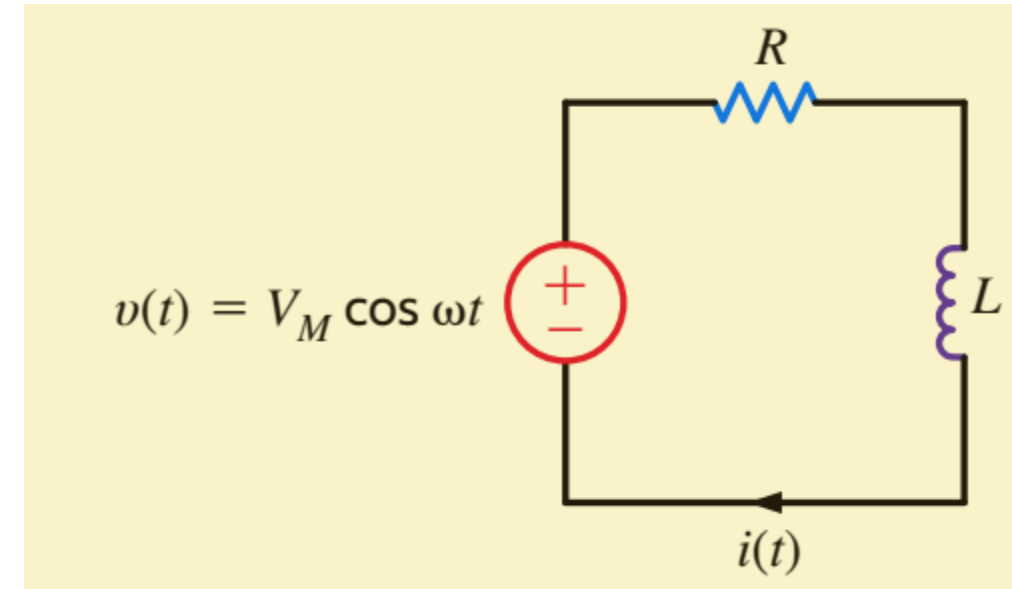 R
+
v(t) = V_M cos ωt
L
−
i(t)